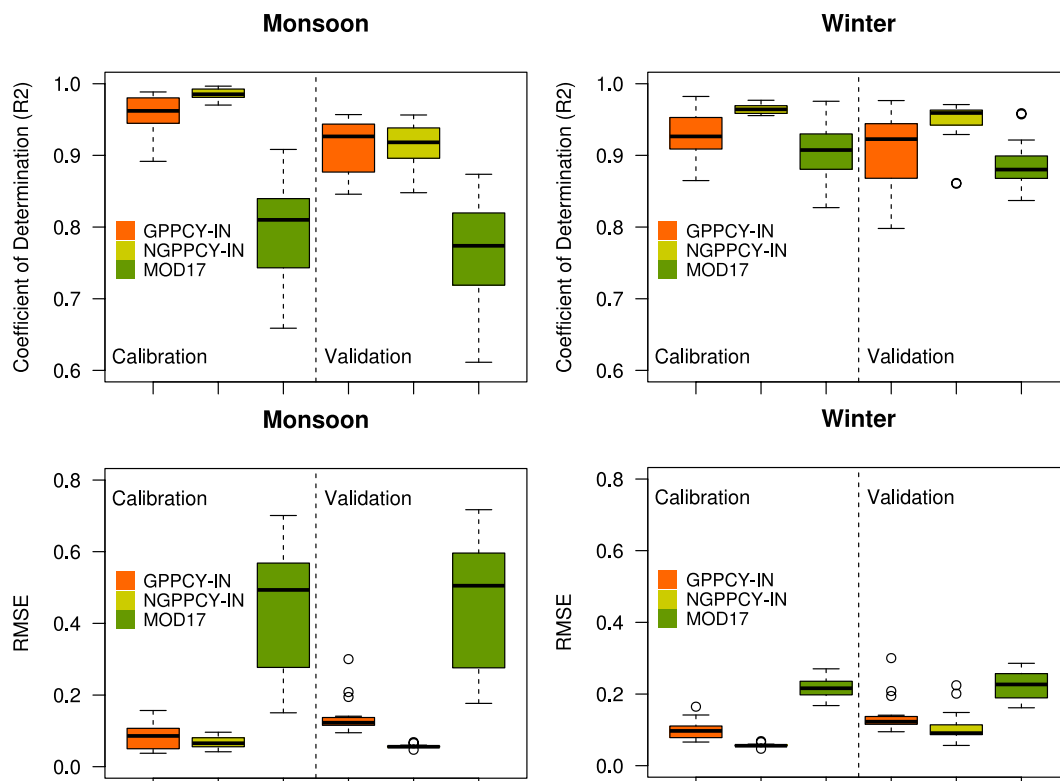 Monsoon
Coefficient of Determination (R2)
1.0
0.9
0.8
0.7
0.6
GPPCY-IN
NGPPCY-IN
MOD17
Calibration
Validation
Winter
Coefficient of Determination (R2)
1.0
0.9
0.8
0.7
0.6
GPPCY-IN
NGPPCY-IN
MOD17
Calibration
Validation
Monsoon
RMSE
0.8
0.6
0.4
0.2
0.0
Calibration
Validation
GPPCY-IN
NGPPCY-IN
MOD17
Winter
RMSE
0.8
0.6
0.4
0.2
0.0
Calibration
Validation
GPPCY-IN
NGPPCY-IN
MOD17